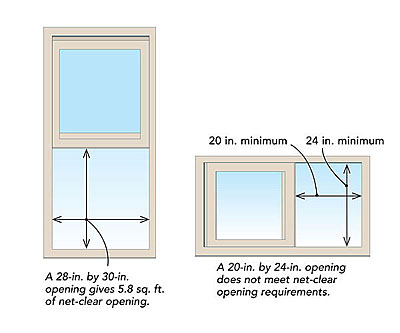 20 in. minimum
24 in. minimum
A 28-in. by 30-in.
opening gives 5.8 sq. ft.
of net-clear opening.
A 20-in. by 24-in. opening
does not meet net-clear
opening requirements.